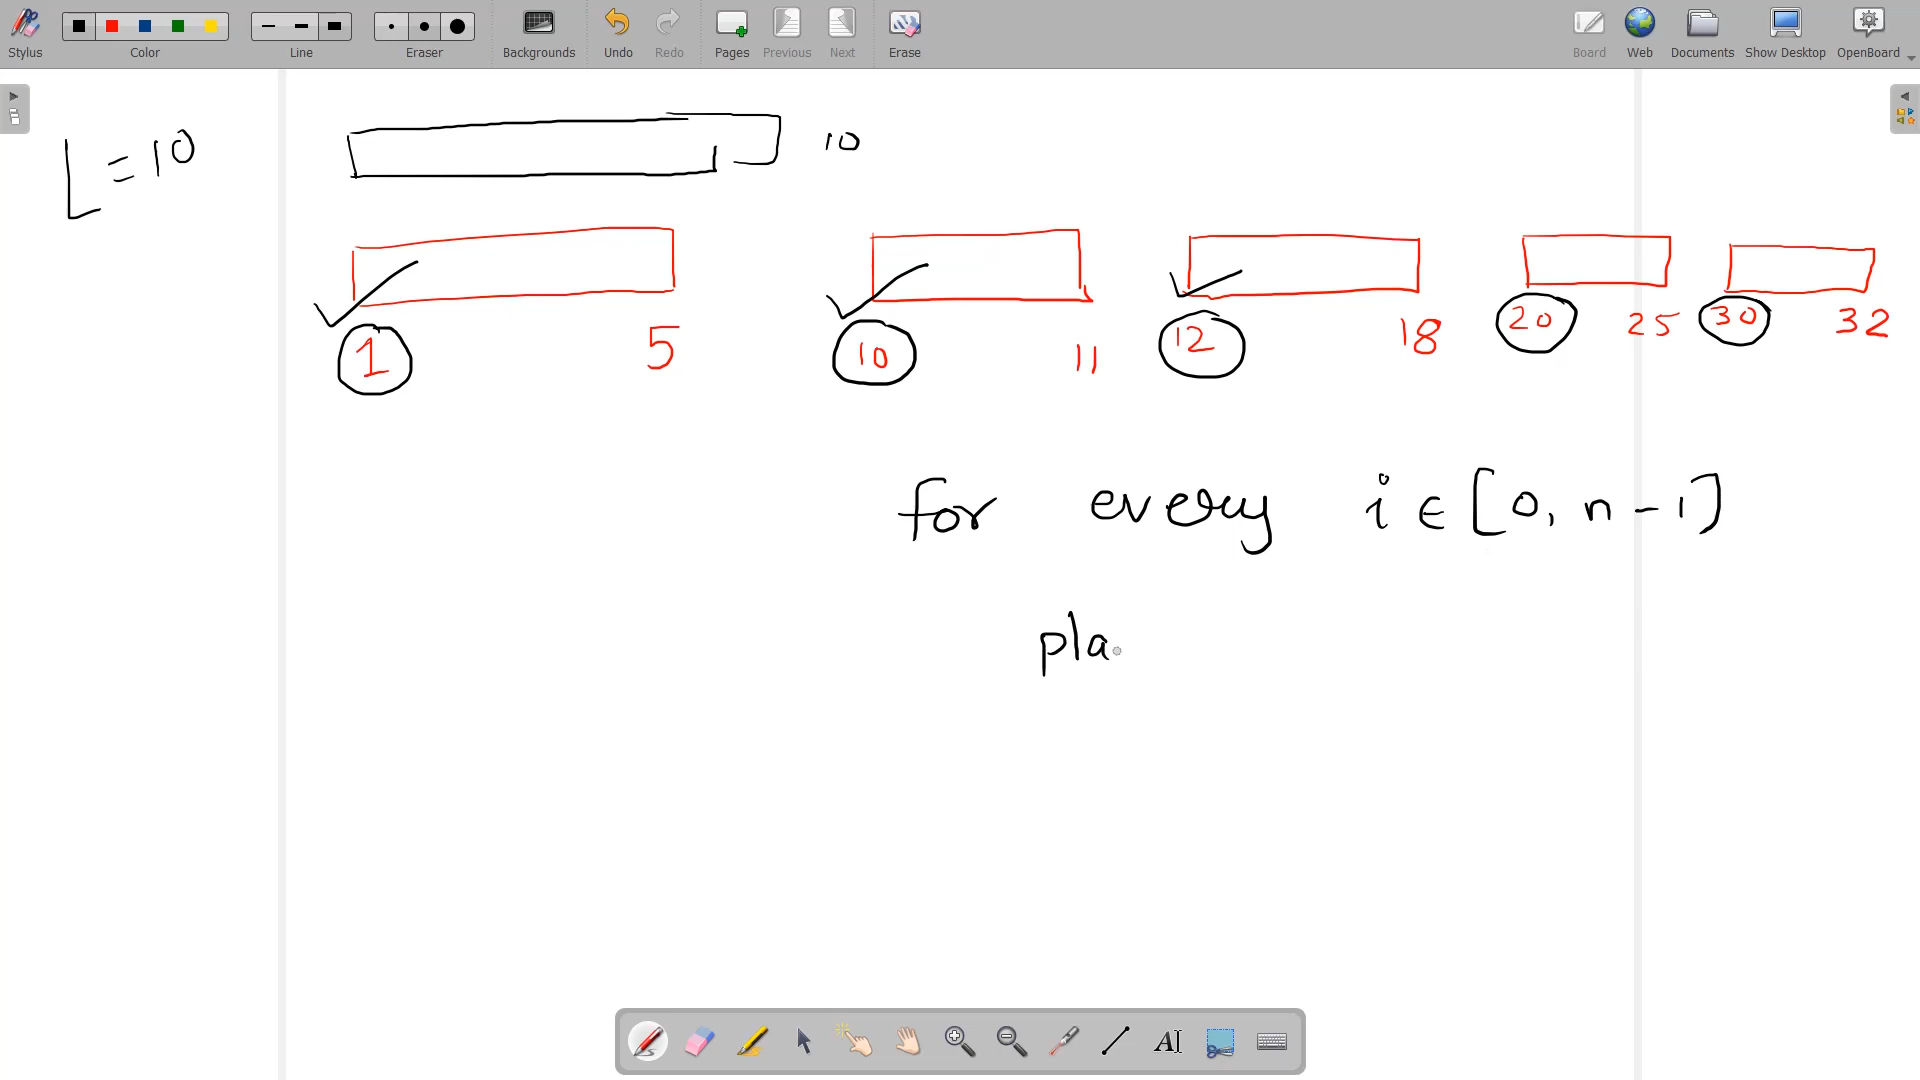 Stylus Color Line Eraser Backgrounds Undo Redo Pages Previous Next Erase Board Web Documents Show Desktop OpenBoard
L = 10
10
1 5 10 11 12 18 20 25 30 32
for every i ∈ [0, n - 1]
pla
AI